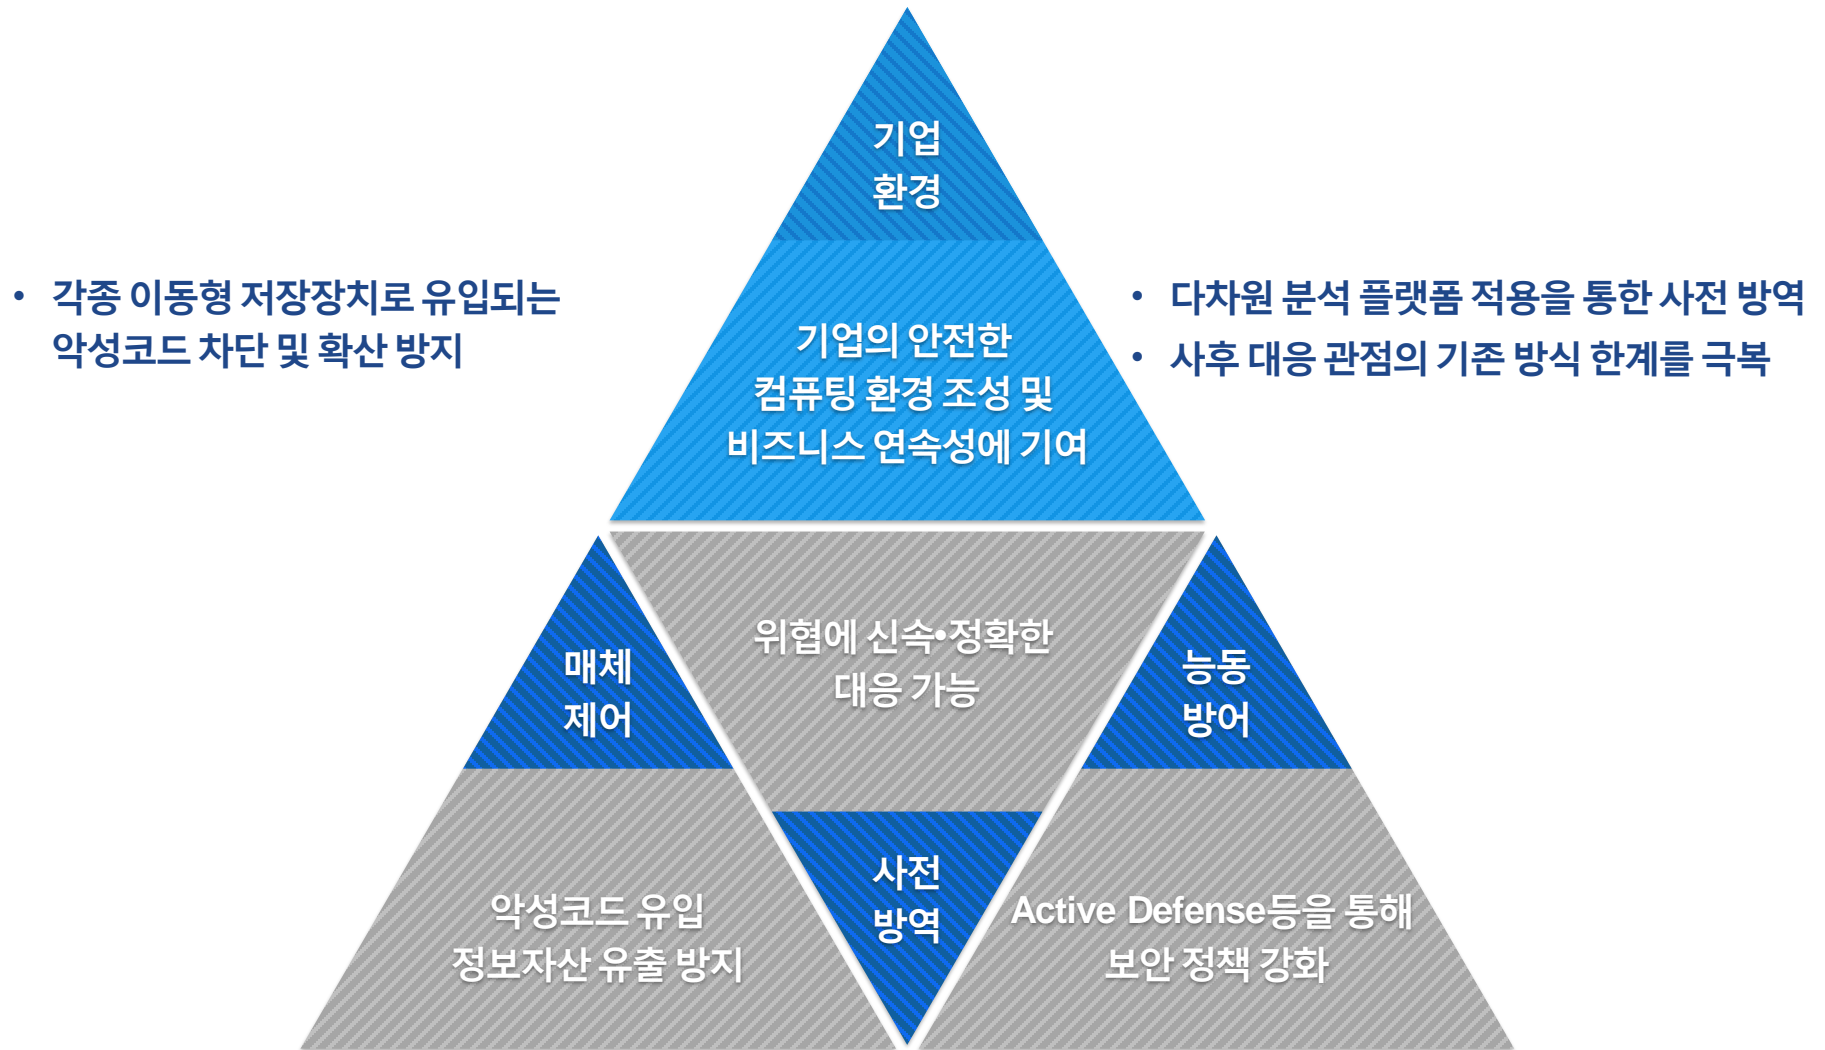 기업
환경
• 각종 이동형 저장장치로 유입되는
악성코드 차단 및 확산 방지
• 다차원 분석 플랫폼 적용을 통한 사전 방역
• 사후 대응 관점의 기존 방식 한계를 극복
기업의 안전한
컴퓨팅 환경 조성 및
비즈니스 연속성에 기여
위협에 신속•정확한
대응 가능
매체
제어
능동
방어
사전
방역
악성코드 유입
정보자산 유출 방지
Active Defense등을 통해
보안 정책 강화